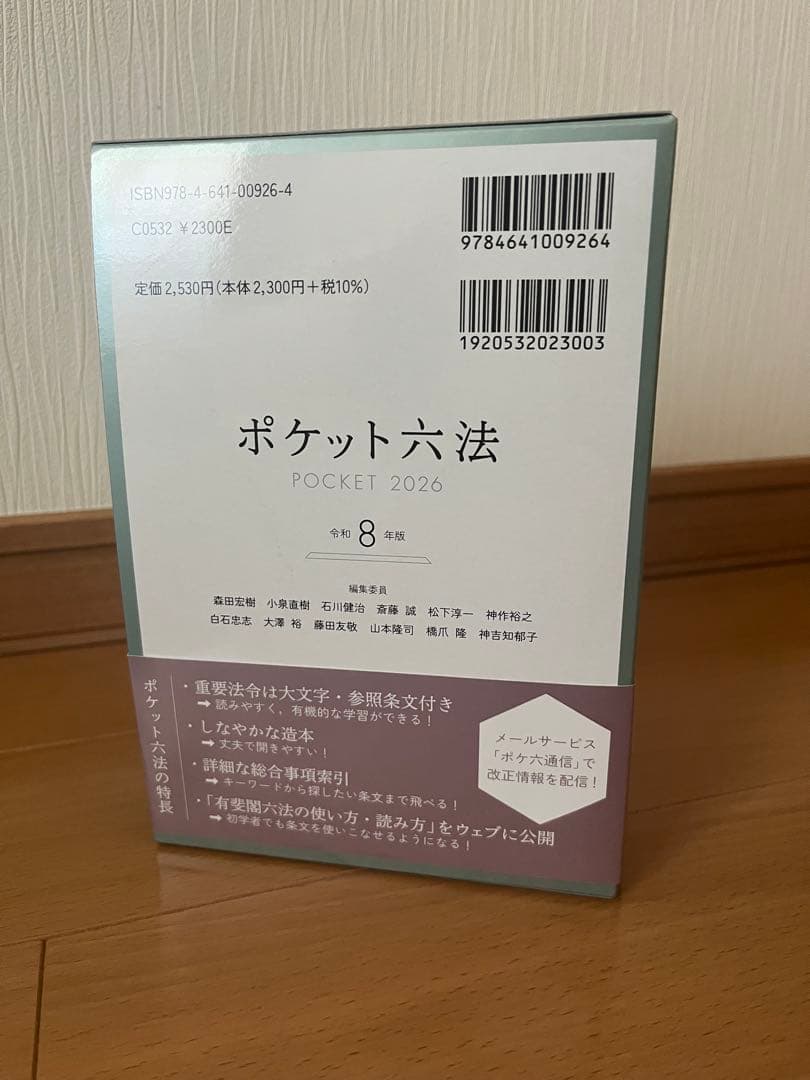 ISBN978-4-641-00926-4
C0532 ¥2300E
定価2,530円(本体2,300円+税10%)
9784641009264
1920532023003
ポケット六法
POCKET 2026
令和8年版
編集委員
森田宏樹 小泉直樹 石川健治 斎藤 誠 松下淳一 神作裕之
白石忠志 大澤 裕 藤田友敬 山本隆司 橋爪 隆 神吉知郁子
ポケット六法の特長
・重要法令は大文字・参照条文付き
➡ 読みやすく，有機的な学習ができる！
・しなやかな造本
➡ 丈夫で開きやすい！
・詳細な総合事項索引
➡ キーワードから探したい条文まで飛べる！
・「有斐閣六法の使い方・読み方」をウェブに公開
➡ 初学者でも条文を使いこなせるようになる！
メールサービス
「ポケ六通信」で
改正情報を配信！